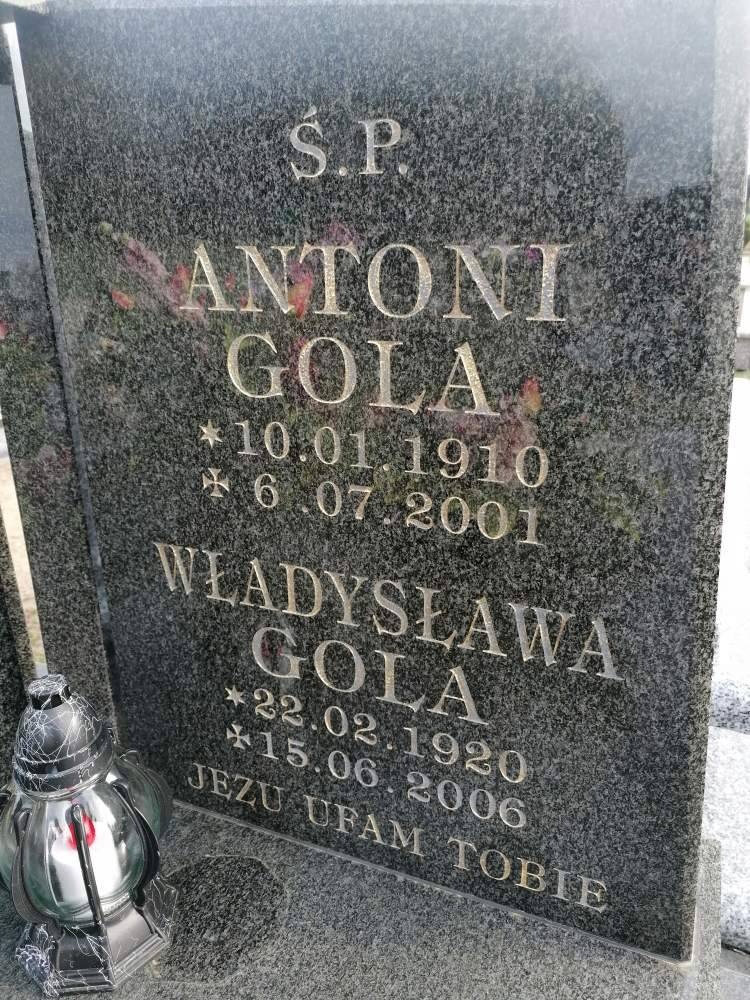 Ś.P.
ANTONI
GOLA
* 10.01.1910
✠ 6.07.2001
WŁADYSŁAWA
GOLA
* 22.02.1920
✠ 15.06.2006
JEZU UFAM TOBIE